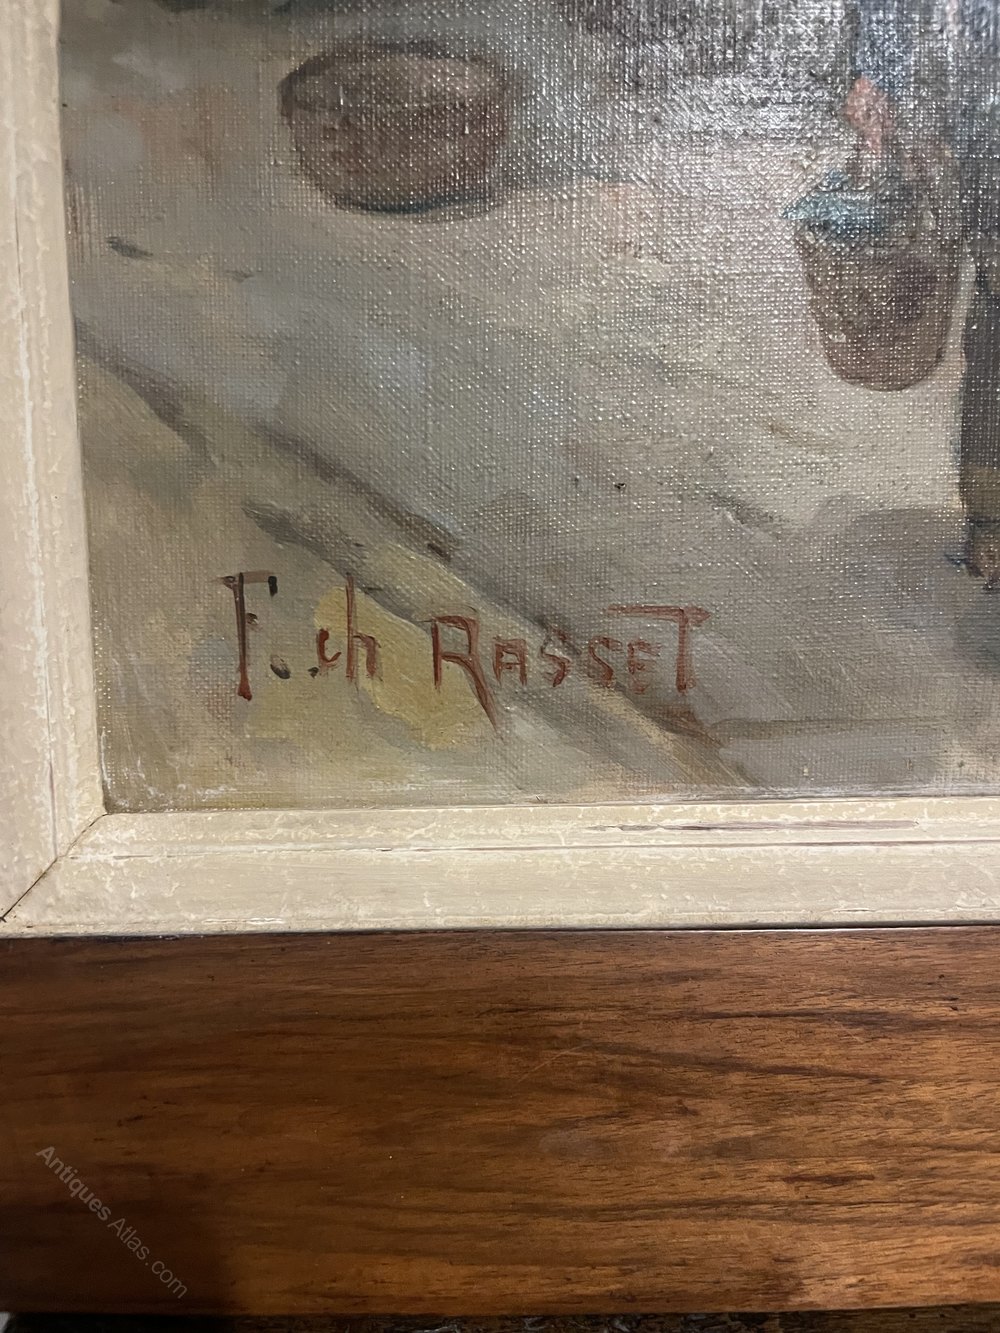 F. ch RASSET
Antiques Atlas.com